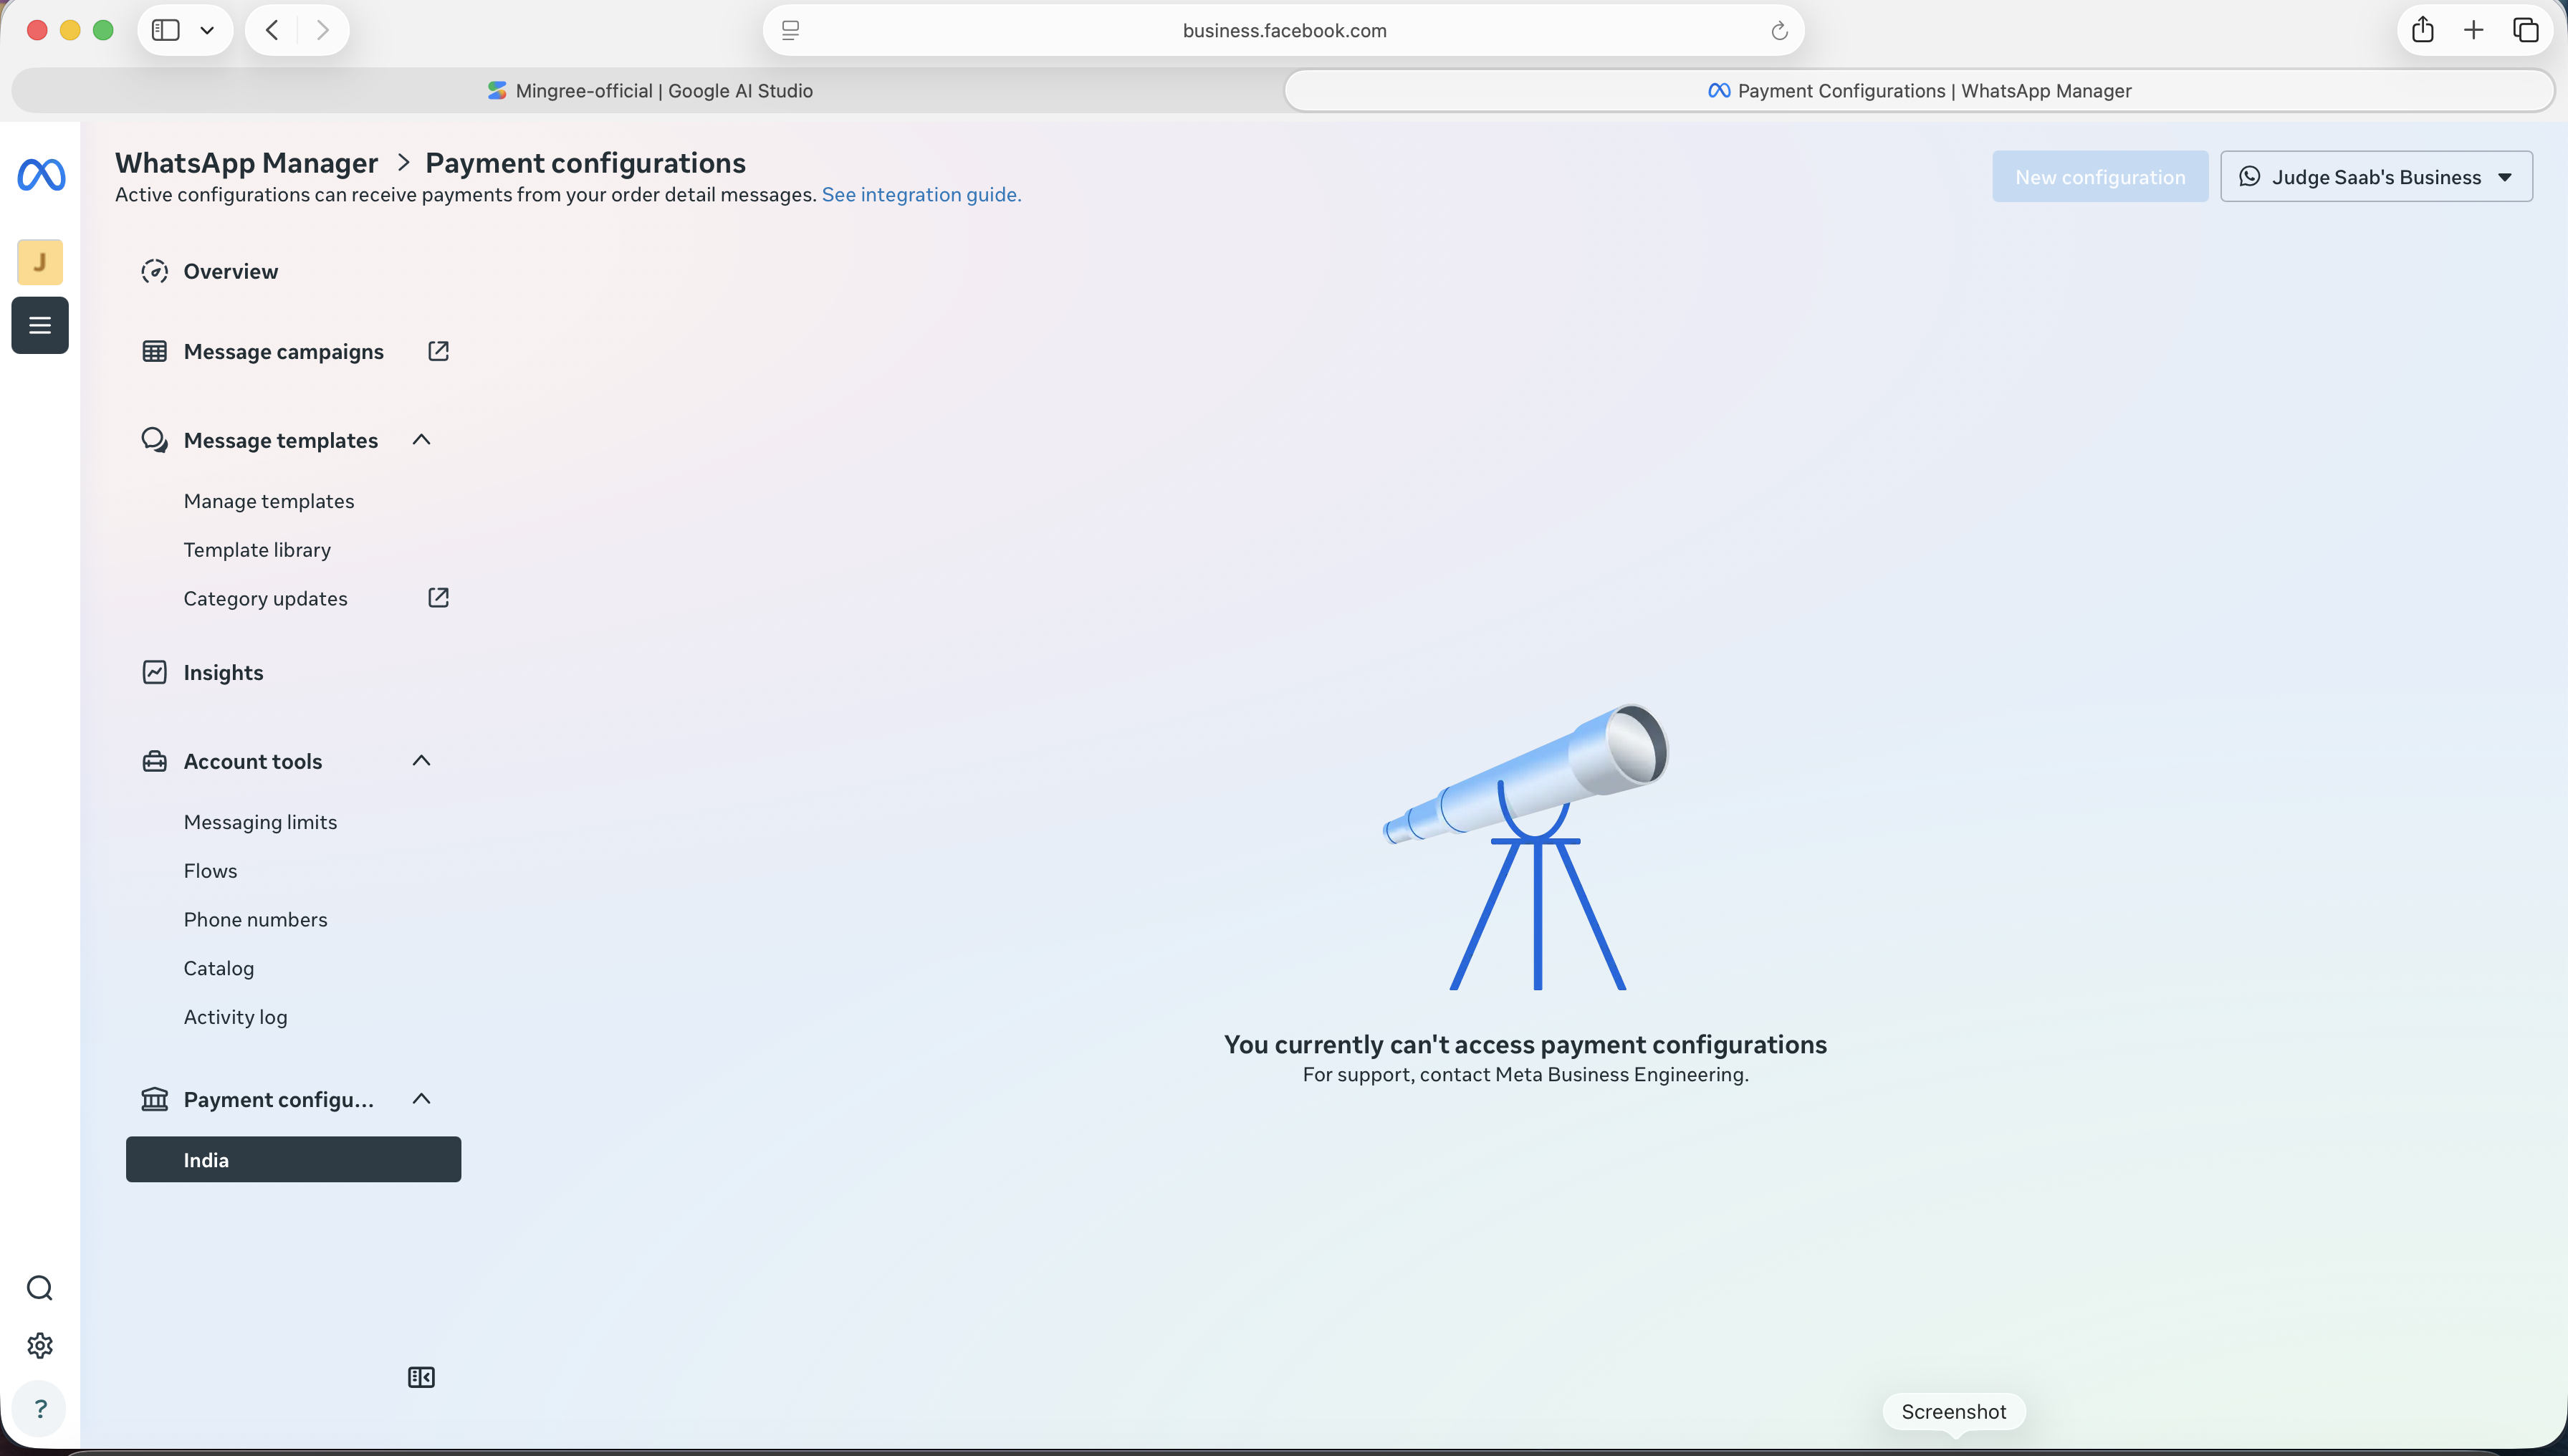 business.facebook.com
Mingree-official | Google AI Studio
Payment Configurations | WhatsApp Manager
WhatsApp Manager > Payment configurations
Active configurations can receive payments from your order detail messages. See integration guide.
New configuration
Judge Saab's Business
J
Overview
Message campaigns
Message templates
Manage templates
Template library
Category updates
Insights
Account tools
Messaging limits
Flows
Phone numbers
Catalog
Activity log
Payment configu...
India
You currently can't access payment configurations
For support, contact Meta Business Engineering.
?
Screenshot